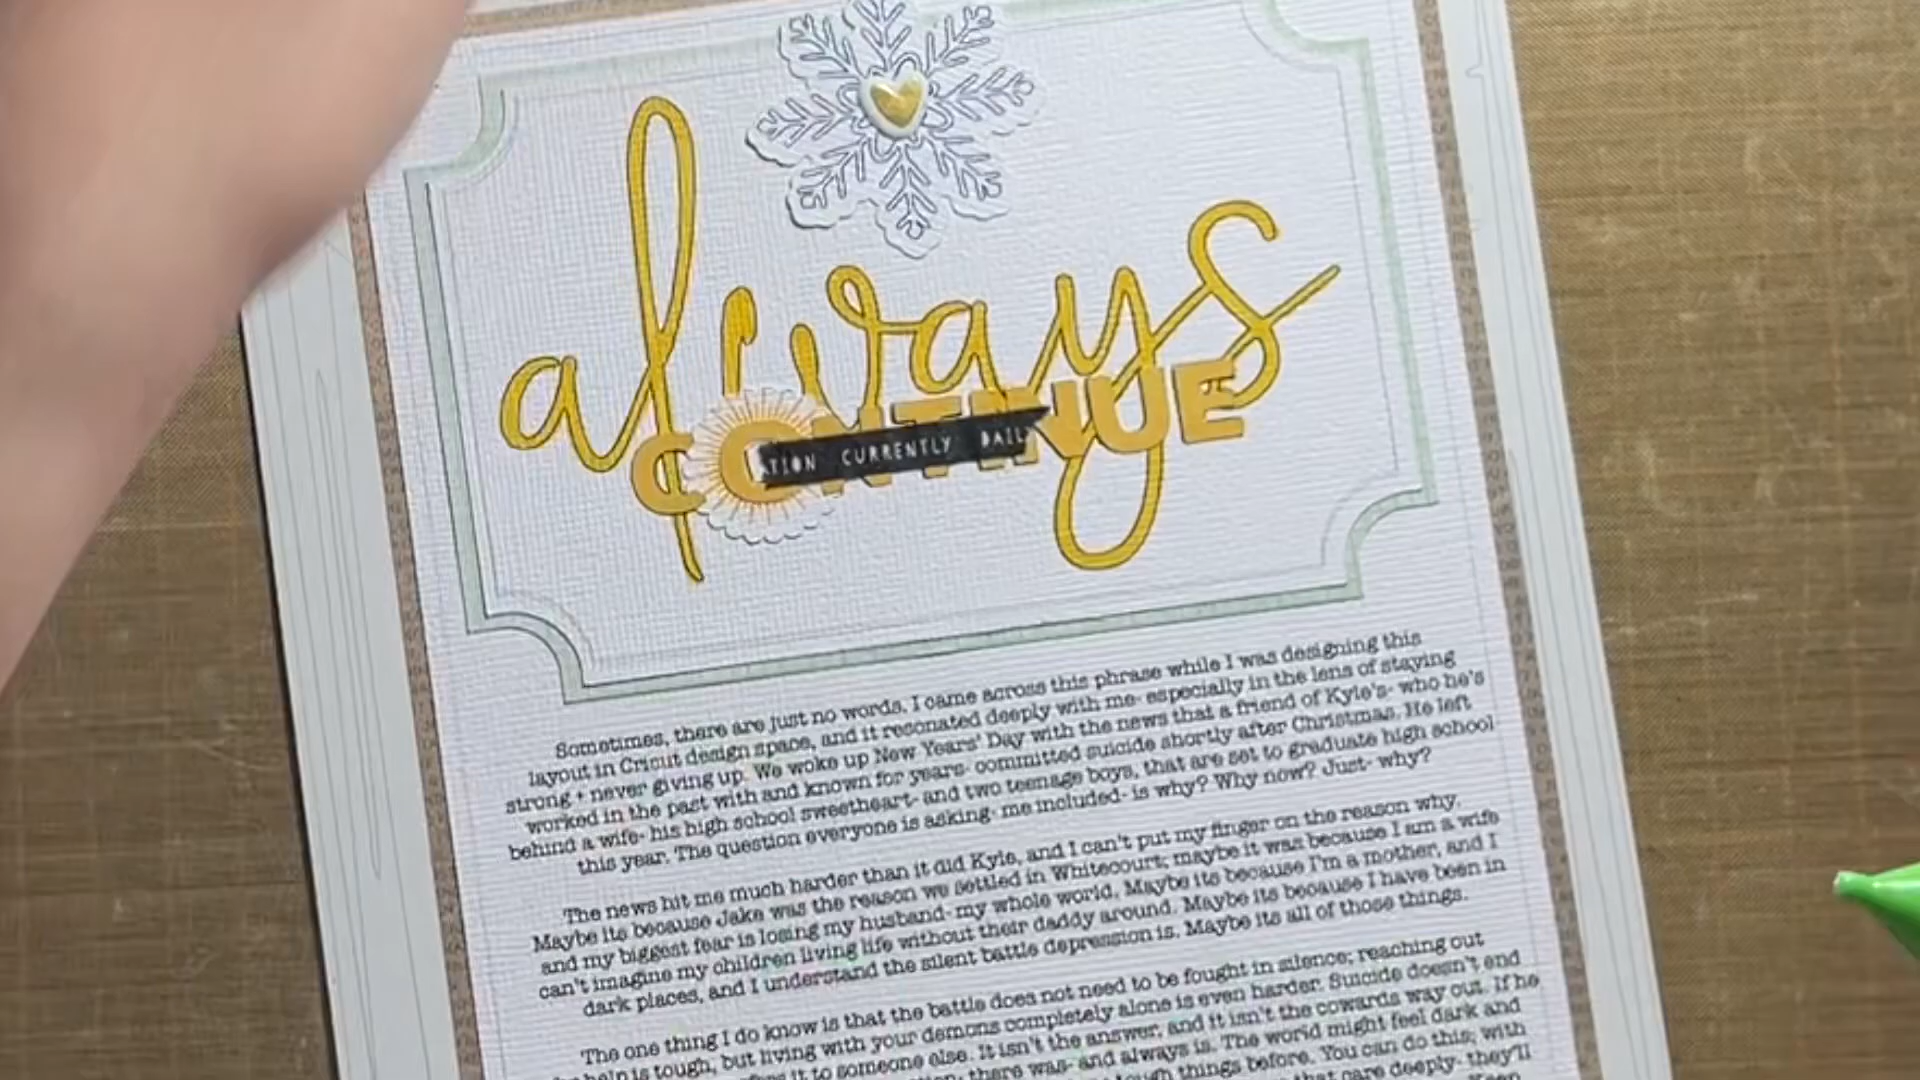 always
CONTINUE
TION CURRENTLY DAIL
Sometimes, there are just no words. I came across this phrase while I was designing this
layout in Cricut design space, and it resonated deeply with me- especially in the lens of staying
strong + never giving up. We woke up New Years' Day with the news that a friend of Kyle's- who he's
worked in the past with and known for years- committed suicide shortly after Christmas. He left
behind a wife- his high school sweetheart- and two teenage boys, that are set to graduate high school
this year. The question everyone is asking- me included- is why? Why now? Just- why?
The news hit me much harder than it did Kyle, and I can't put my finger on the reason why.
Maybe its because Jake was the reason we settled in Whitecourt; maybe it was because I am a wife
and my biggest fear is losing my husband- my whole world. Maybe its because I'm a mother, and I
can't imagine my children living life without their daddy around. Maybe its because I have been in
dark places, and I understand the silent battle depression is. Maybe its all of those things.
The one thing I do know is that the battle does not need to be fought in silence; reaching out
help is tough, but living with your demons completely alone is even harder. Suicide doesn't end
it to someone else. It isn't the answer, and it isn't the cowards way out. If he
there was- and always is. The world might feel dark and
tough things before. You can do this; with
that care deeply- they'll
Keep